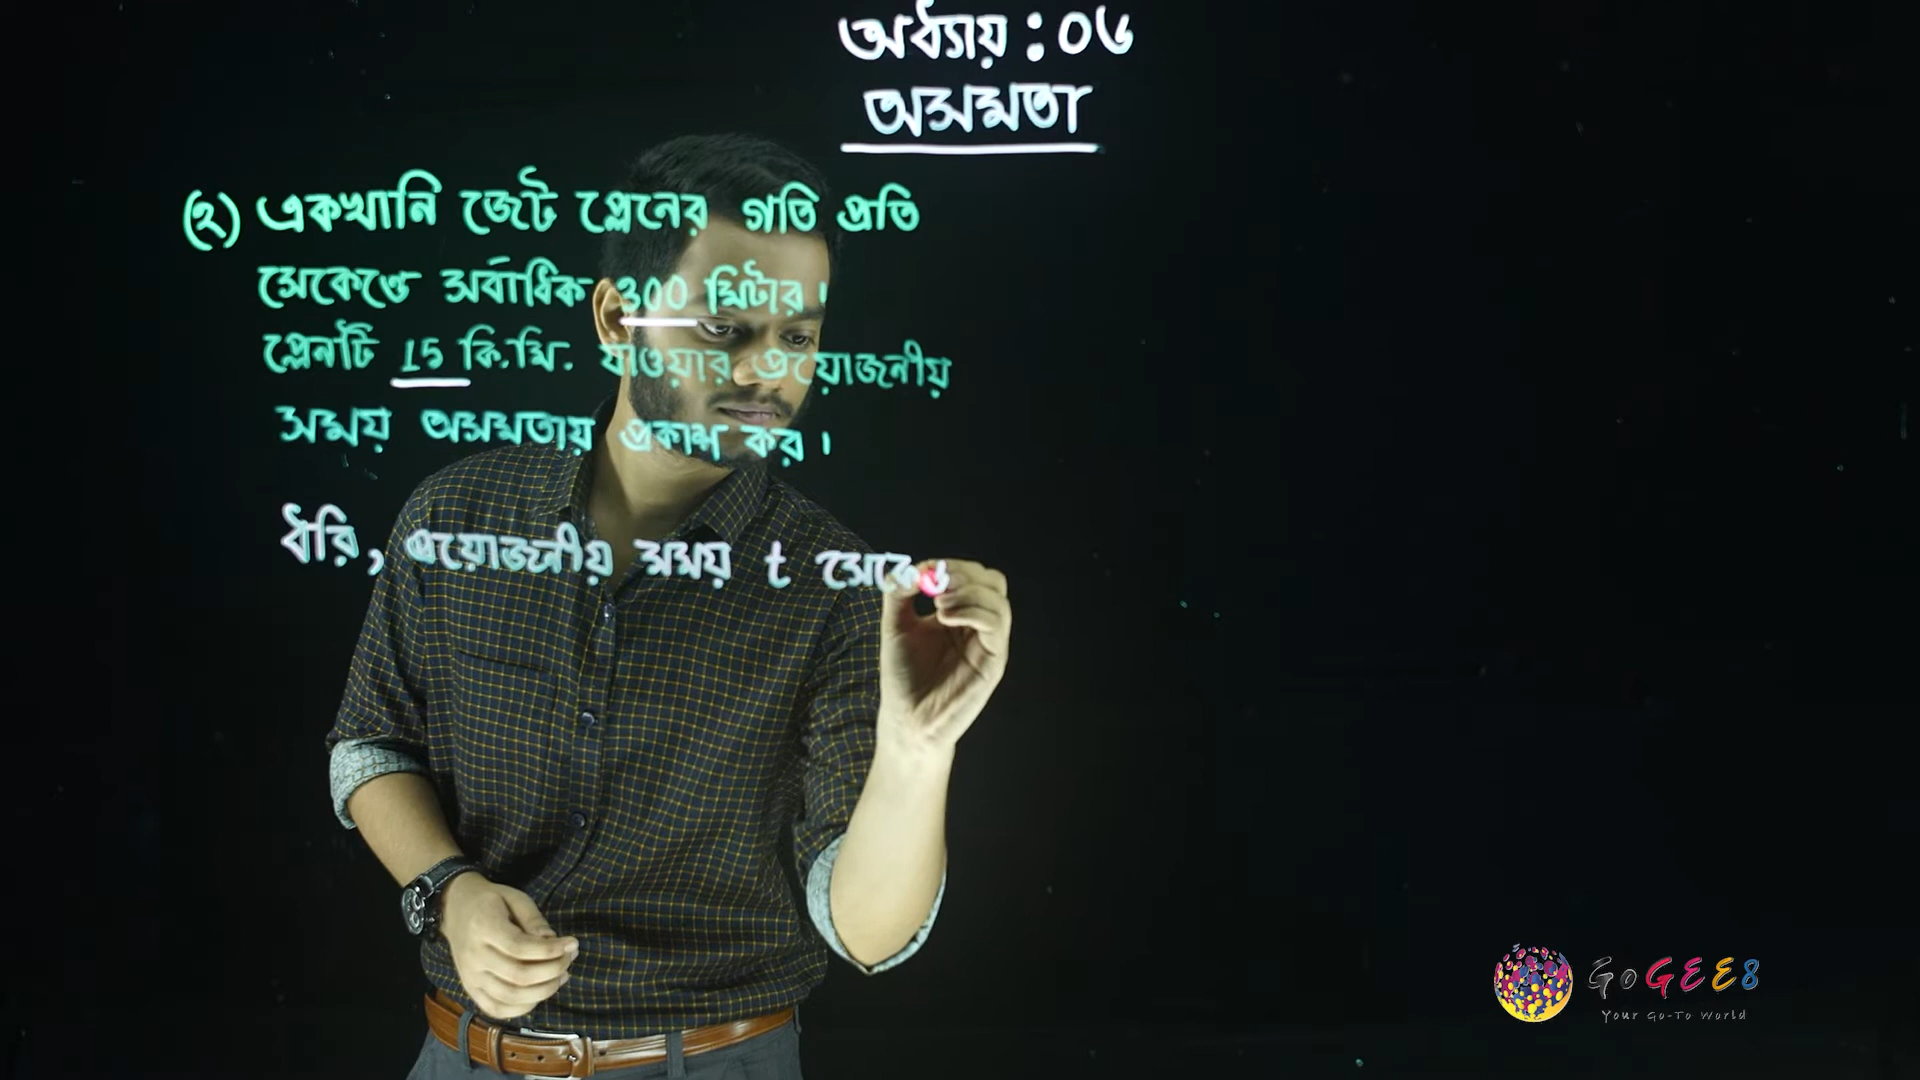 অধ্যায় : ০৬
অসমতা
(২) একখানি জেট প্লেনের গতি প্রতি
সেকেন্ডে সর্বাধিক 300 মিটার।
প্লেনটি 15 কি.মি. যাওয়ার প্রয়োজনীয়
সময় অসমতায় প্রকাশ কর।
ধরি, প্রয়োজনীয় সময় t
GoGEE8
Your Go-To World